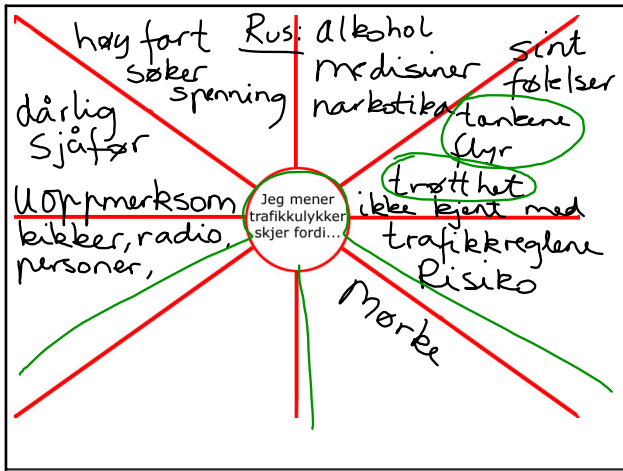 høy fart
søker
spenning
Rus: alkohol
medisiner
narkotika
sint
følelser
tankene
flyr
trøtthet
dårlig
sjåfør
Uoppmerksom
kikker, radio,
personer,
Jeg mener
trafikkulykker
skjer fordi...
ikke kjent med
trafikkreglene
Risiko
Mørke